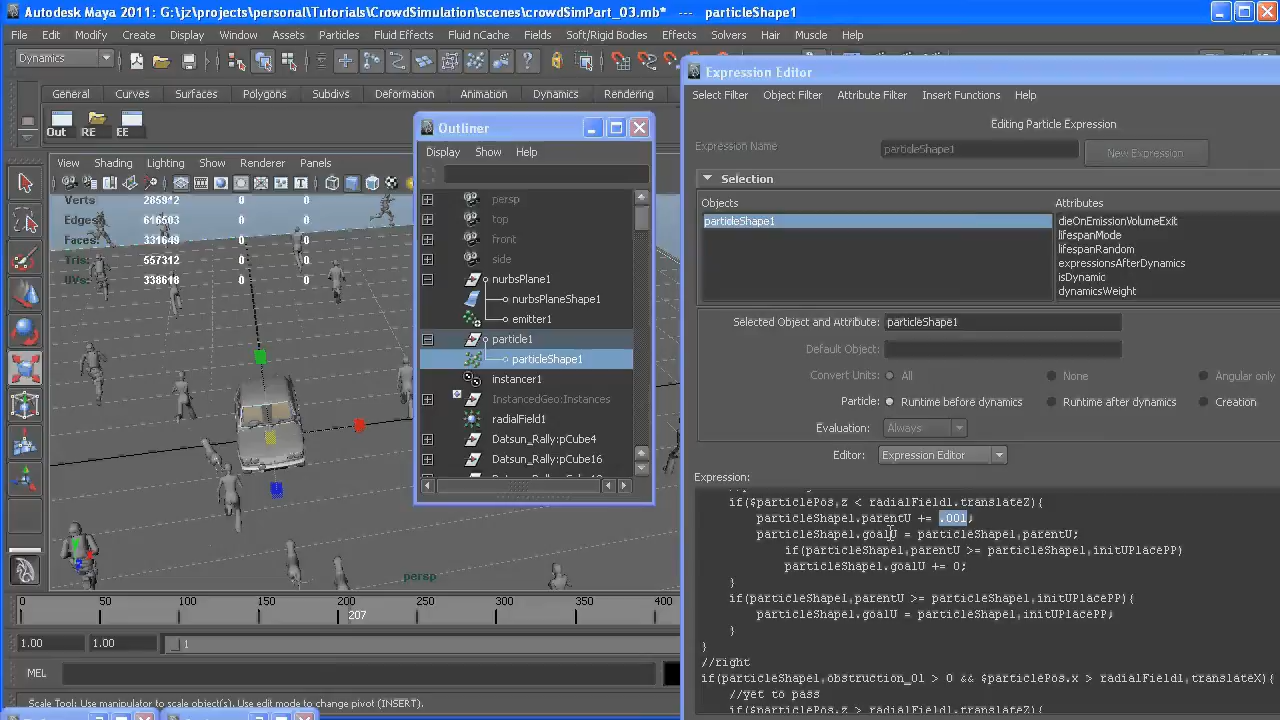 Autodesk Maya 2011: G:\jz\projects\personal\Tutorials\CrowdSimulation\scenes\crowdSimPart_03.mb* --- particleShape1
File Edit Modify Create Display Window Assets Particles Fluid Effects Fluid nCache Fields Soft/Rigid Bodies Effects Solvers Hair Muscle Help
Dynamics
General Curves Surfaces Polygons Subdivs Deformation Animation Dynamics Rendering
Out RE EE
View Shading Lighting Show Renderer Panels
Verts 285912 0 0
Edges 616503 0 0
Faces: 331649 0 0
Tris: 557312 0 0
UVs: 338618 0 0
persp
Outliner
Display Show Help
persp
top
front
side
nurbsPlane1
nurbsPlaneShape1
emitter1
particle1
particleShape1
instancer1
InstancedGeo:Instances
radialField1
Datsun_Rally:pCube4
Datsun_Rally:pCube16
Expression Editor
Select Filter Object Filter Attribute Filter Insert Functions Help
Editing Particle Expression
Expression Name particleShape1 New Expression
Selection
Objects Attributes
particleShape1 dieOnEmissionVolumeExit
lifespanMode
lifespanRandom
expressionsAfterDynamics
isDynamic
dynamicsWeight
Selected Object and Attribute: particleShape1
Default Object:
Convert Units: All None Angular only
Particle: Runtime before dynamics Runtime after dynamics Creation
Evaluation: Always
Editor: Expression Editor
Expression:
if($particlePos.z < radialField1.translateZ){
particleShape1.parentU += .001;
particleShape1.goalU = particleShape1.parentU;
if(particleShape1.parentU >= particleShape1.initUPlacePP)
particleShape1.goalU += 0;
}
if(particleShape1.parentU >= particleShape1.initUPlacePP){
particleShape1.goalU = particleShape1.initUPlacePP;
}
}
//right
if(particleShape1.obstruction_01 > 0 && $particlePos.x > radialField1.translateX){
//yet to pass
if($particlePos.z > radialField1.translateZ){
0 50 100 150 200 250 300 350 400
207
1.00 1.00 1
MEL
Scale Tool: Use manipulator to scale object(s). Use edit mode to change pivot (INSERT).